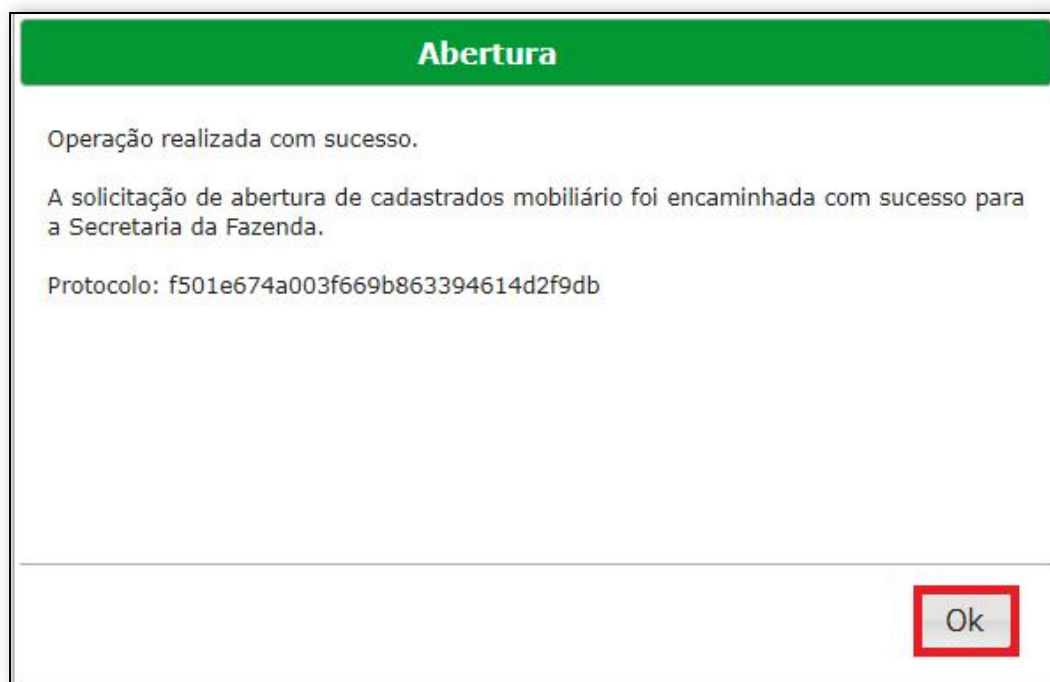 Abertura
Operação realizada com sucesso.
A solicitação de abertura de cadastrados mobiliário foi encaminhada com sucesso para
a Secretaria da Fazenda.
Protocolo: f501e674a003f669b863394614d2f9db
Ok